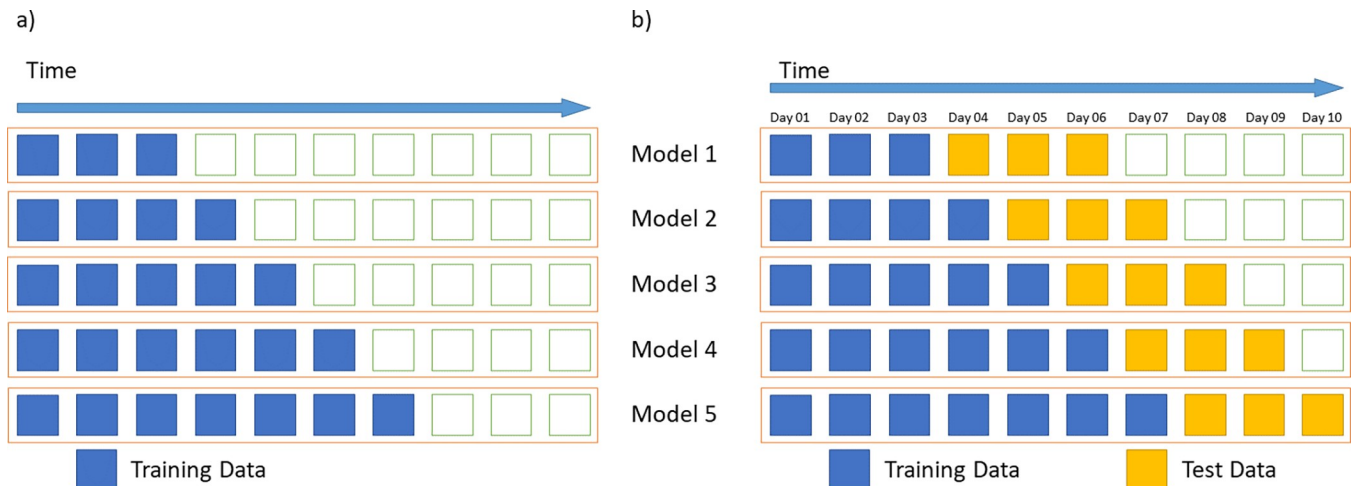 a)
b)
Time
Time
Day 01 Day 02 Day 03 Day 04 Day 05 Day 06 Day 07 Day 08 Day 09 Day 10
Model 1
Model 2
Model 3
Model 4
Model 5
Training Data
Training Data
Test Data